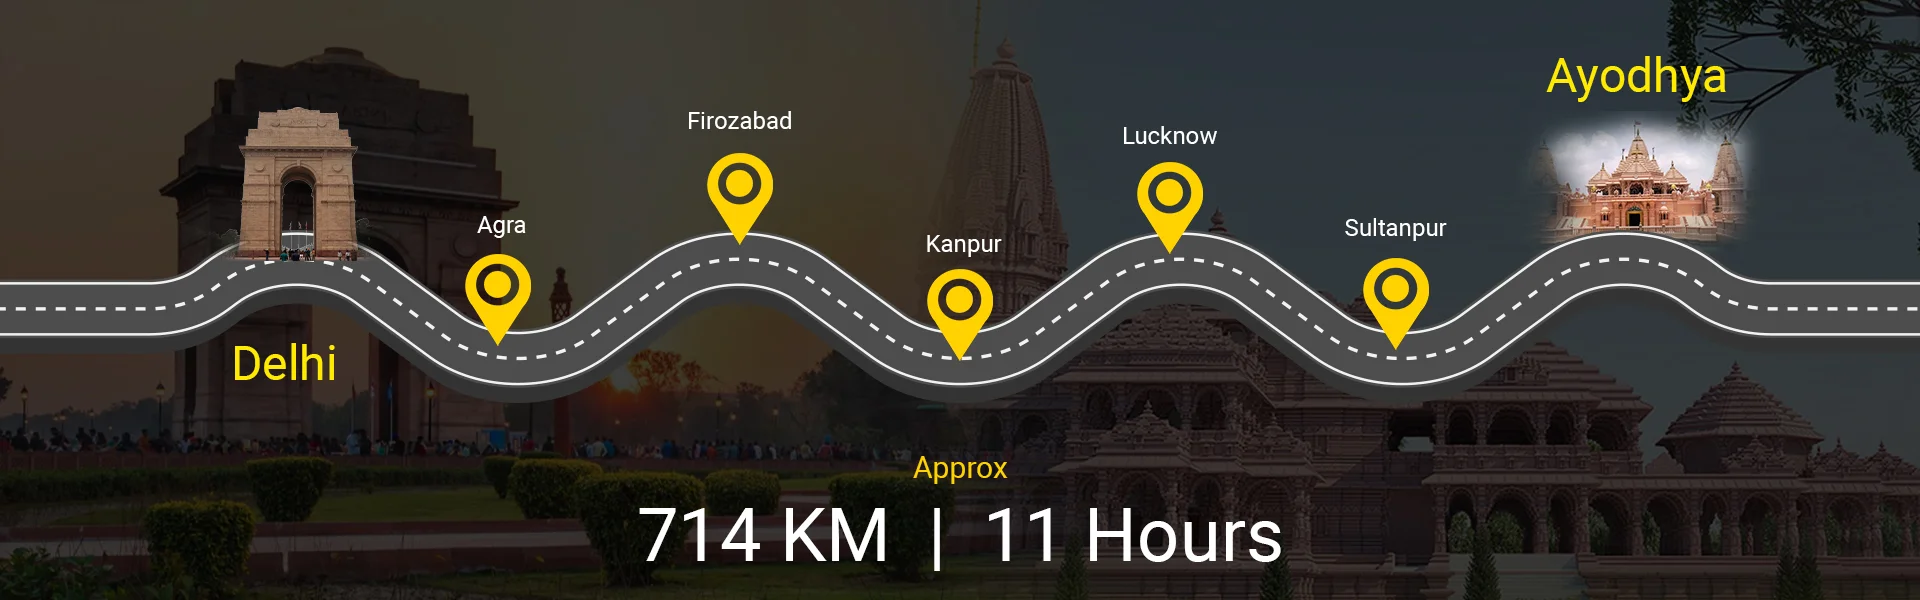 Delhi
Agra
Firozabad
Kanpur
Lucknow
Sultanpur
Ayodhya
Approx
714 KM | 11 Hours